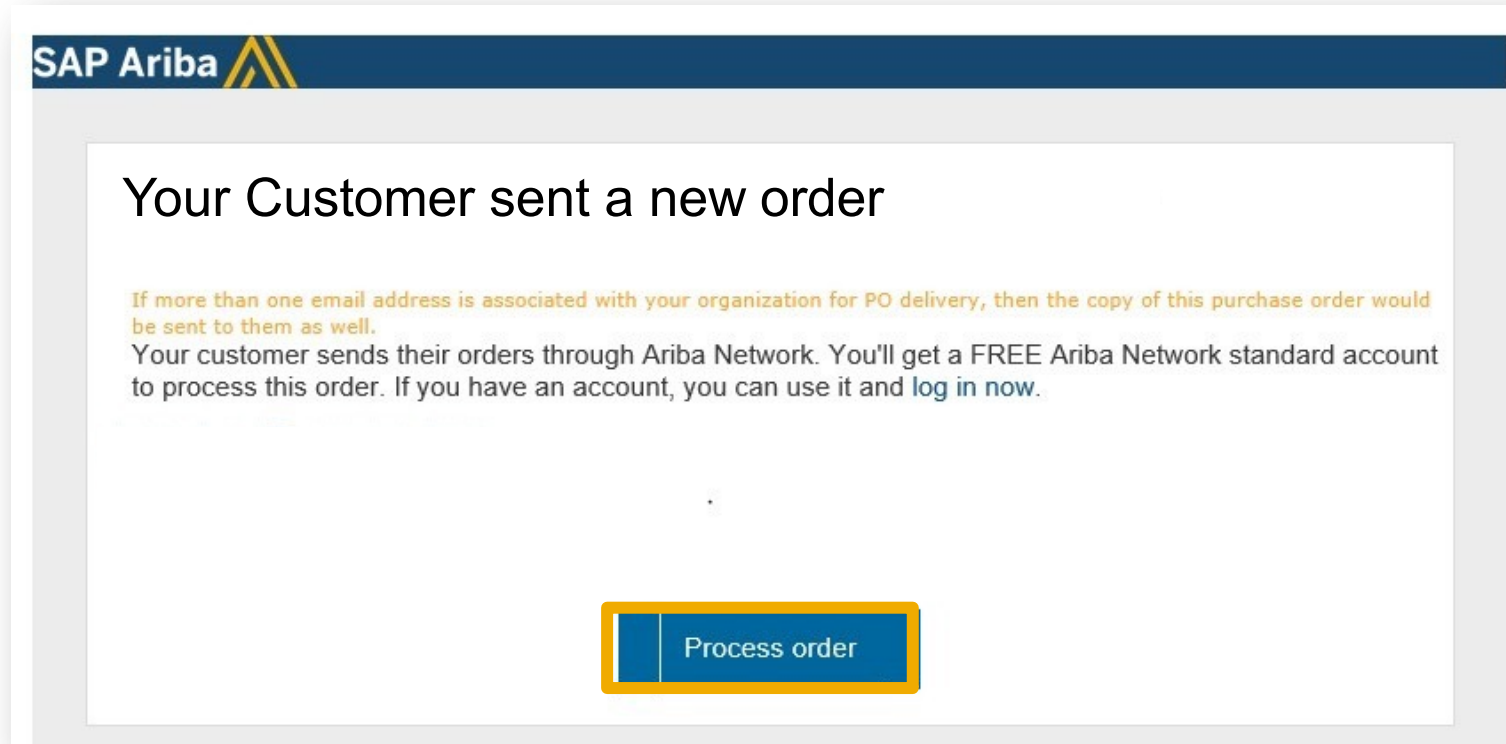 SAP Ariba
Your Customer sent a new order
If more than one email address is associated with your organization for PO delivery, then the copy of this purchase order would
be sent to them as well.
Your customer sends their orders through Ariba Network. You'll get a FREE Ariba Network standard account
to process this order. If you have an account, you can use it and log in now.
.
Process order